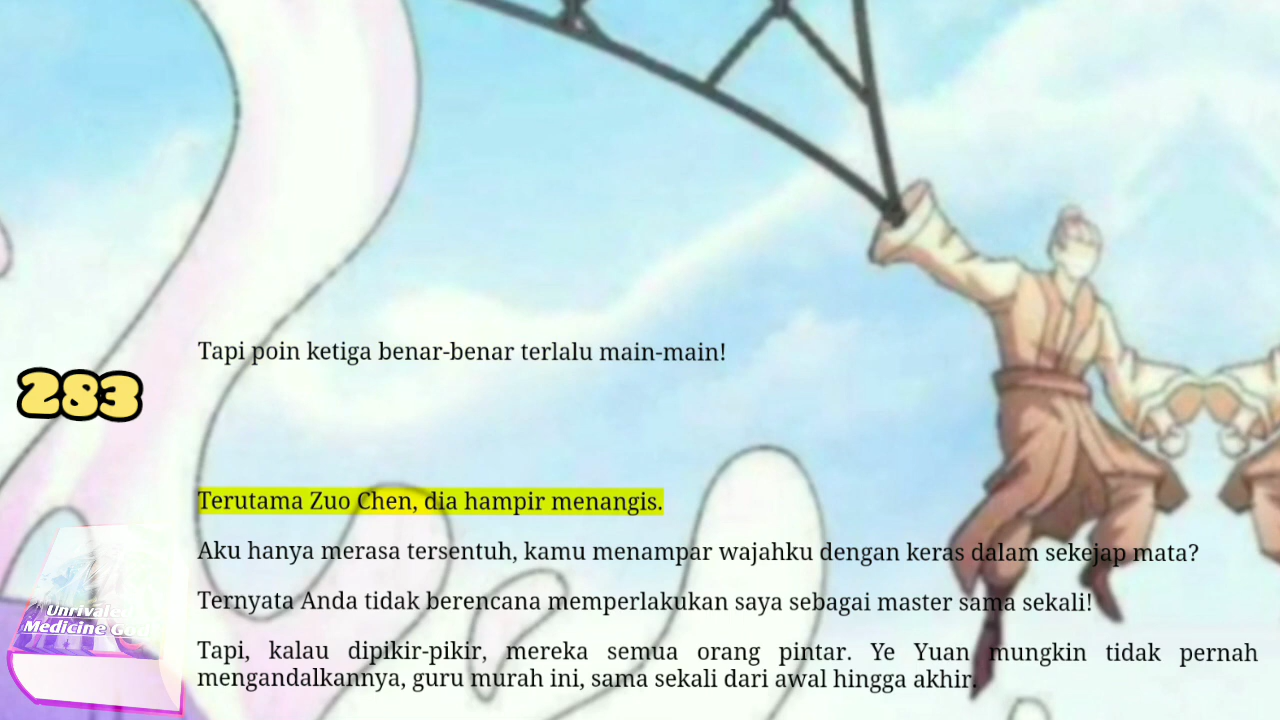 Tapi poin ketiga benar-benar terlalu main-main!
283
Terutama Zuo Chen, dia hampir menangis.
Aku hanya merasa tersentuh, kamu menampar wajahku dengan keras dalam sekejap mata?
Ternyata Anda tidak berencana memperlakukan saya sebagai master sama sekali!
Unrivaled
Medicine God
Tapi, kalau dipikir-pikir, mereka semua orang pintar. Ye Yuan mungkin tidak pernah
mengandalkannya, guru murah ini, sama sekali dari awal hingga akhir.